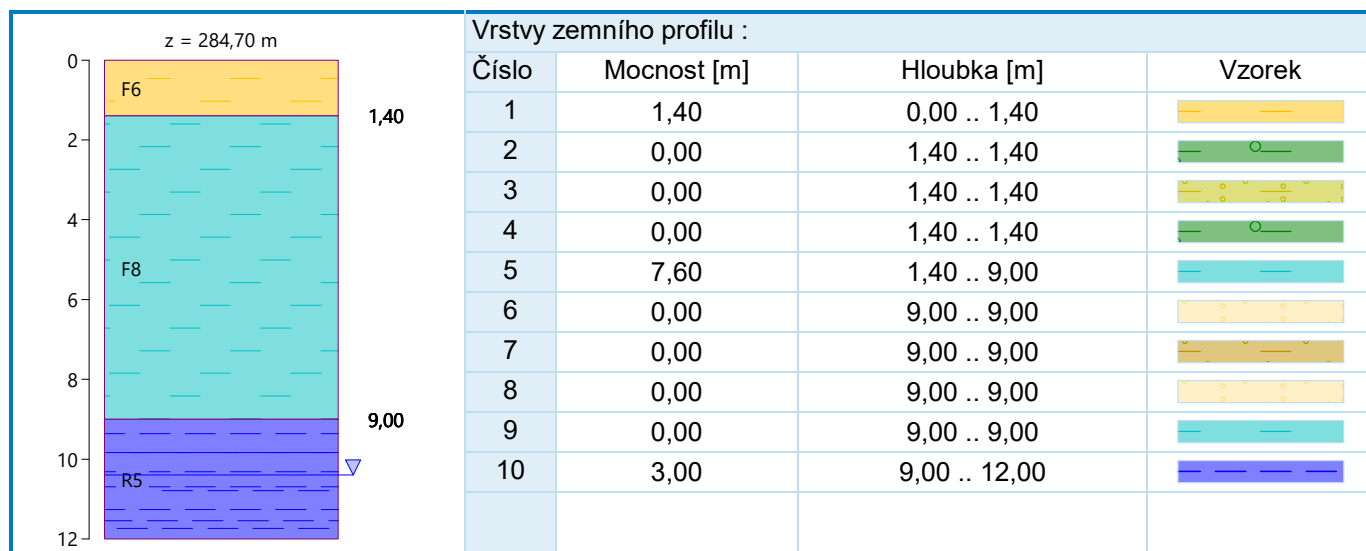 z = 284,70 m
0
F6
1,40
2
4
F8
6
8
9,00
10
R5
12
Vrstvy zemního profilu :
Číslo Mocnost [m] Hloubka [m] Vzorek
1 1,40 0,00 .. 1,40
2 0,00 1,40 .. 1,40
3 0,00 1,40 .. 1,40
4 0,00 1,40 .. 1,40
5 7,60 1,40 .. 9,00
6 0,00 9,00 .. 9,00
7 0,00 9,00 .. 9,00
8 0,00 9,00 .. 9,00
9 0,00 9,00 .. 9,00
10 3,00 9,00 .. 12,00